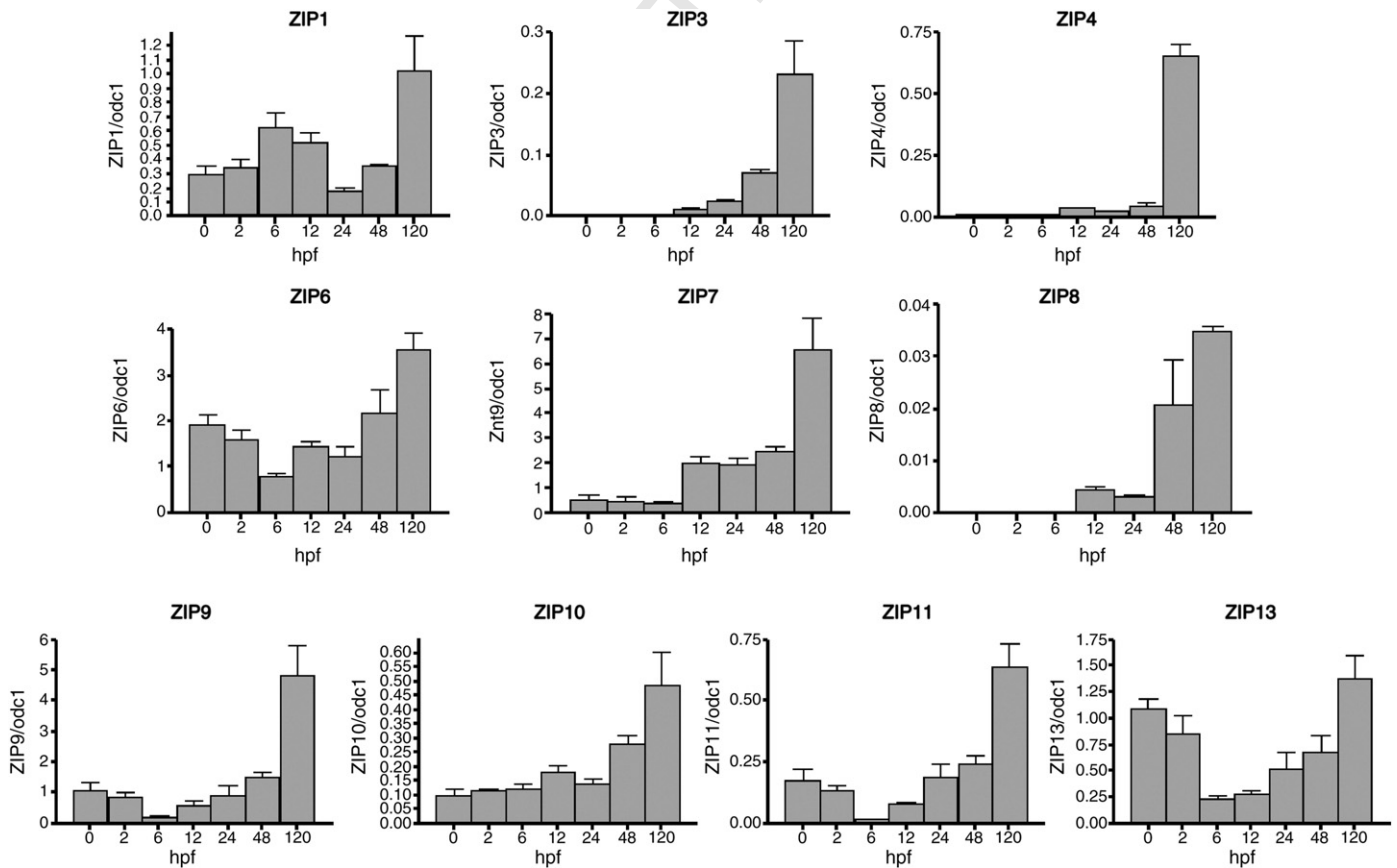 ZIP1
ZIP1/odc1
1.2
1.1
1.0
0.9
0.8
0.7
0.6
0.5
0.4
0.3
0.2
0.1
0.0
0 2 6 12 24 48 120
hpf
ZIP3
ZIP3/odc1
0.3
0.2
0.1
0.0
0 2 6 12 24 48 120
hpf
ZIP4
ZIP4/odc1
0.75
0.50
0.25
0.00
0 2 6 12 24 48 120
hpf
ZIP6
ZIP6/odc1
4
3
2
1
0
0 2 6 12 24 48 120
hpf
ZIP7
Znt9/odc1
8
7
6
5
4
3
2
1
0
0 2 6 12 24 48 120
hpf
ZIP8
ZIP8/odc1
0.04
0.03
0.02
0.01
0.00
0 2 6 12 24 48 120
hpf
ZIP9
ZIP9/odc1
6
5
4
3
2
1
0
0 2 6 12 24 48 120
hpf
ZIP10
ZIP10/odc1
0.60
0.55
0.50
0.45
0.40
0.35
0.30
0.25
0.20
0.15
0.10
0.05
0.00
0 2 6 12 24 48 120
hpf
ZIP11
ZIP11/odc1
0.75
0.50
0.25
0.00
0 2 6 12 24 48 120
hpf
ZIP13
ZIP13/odc1
1.75
1.50
1.25
1.00
0.75
0.50
0.25
0.00
0 2 6 12 24 48 120
hpf